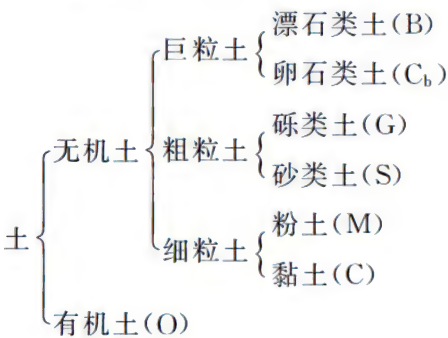 土
无机土
巨粒土
漂石类土(B)
卵石类土(C_b)
粗粒土
砾类土(G)
砂类土(S)
细粒土
粉土(M)
黏土(C)
有机土(O)